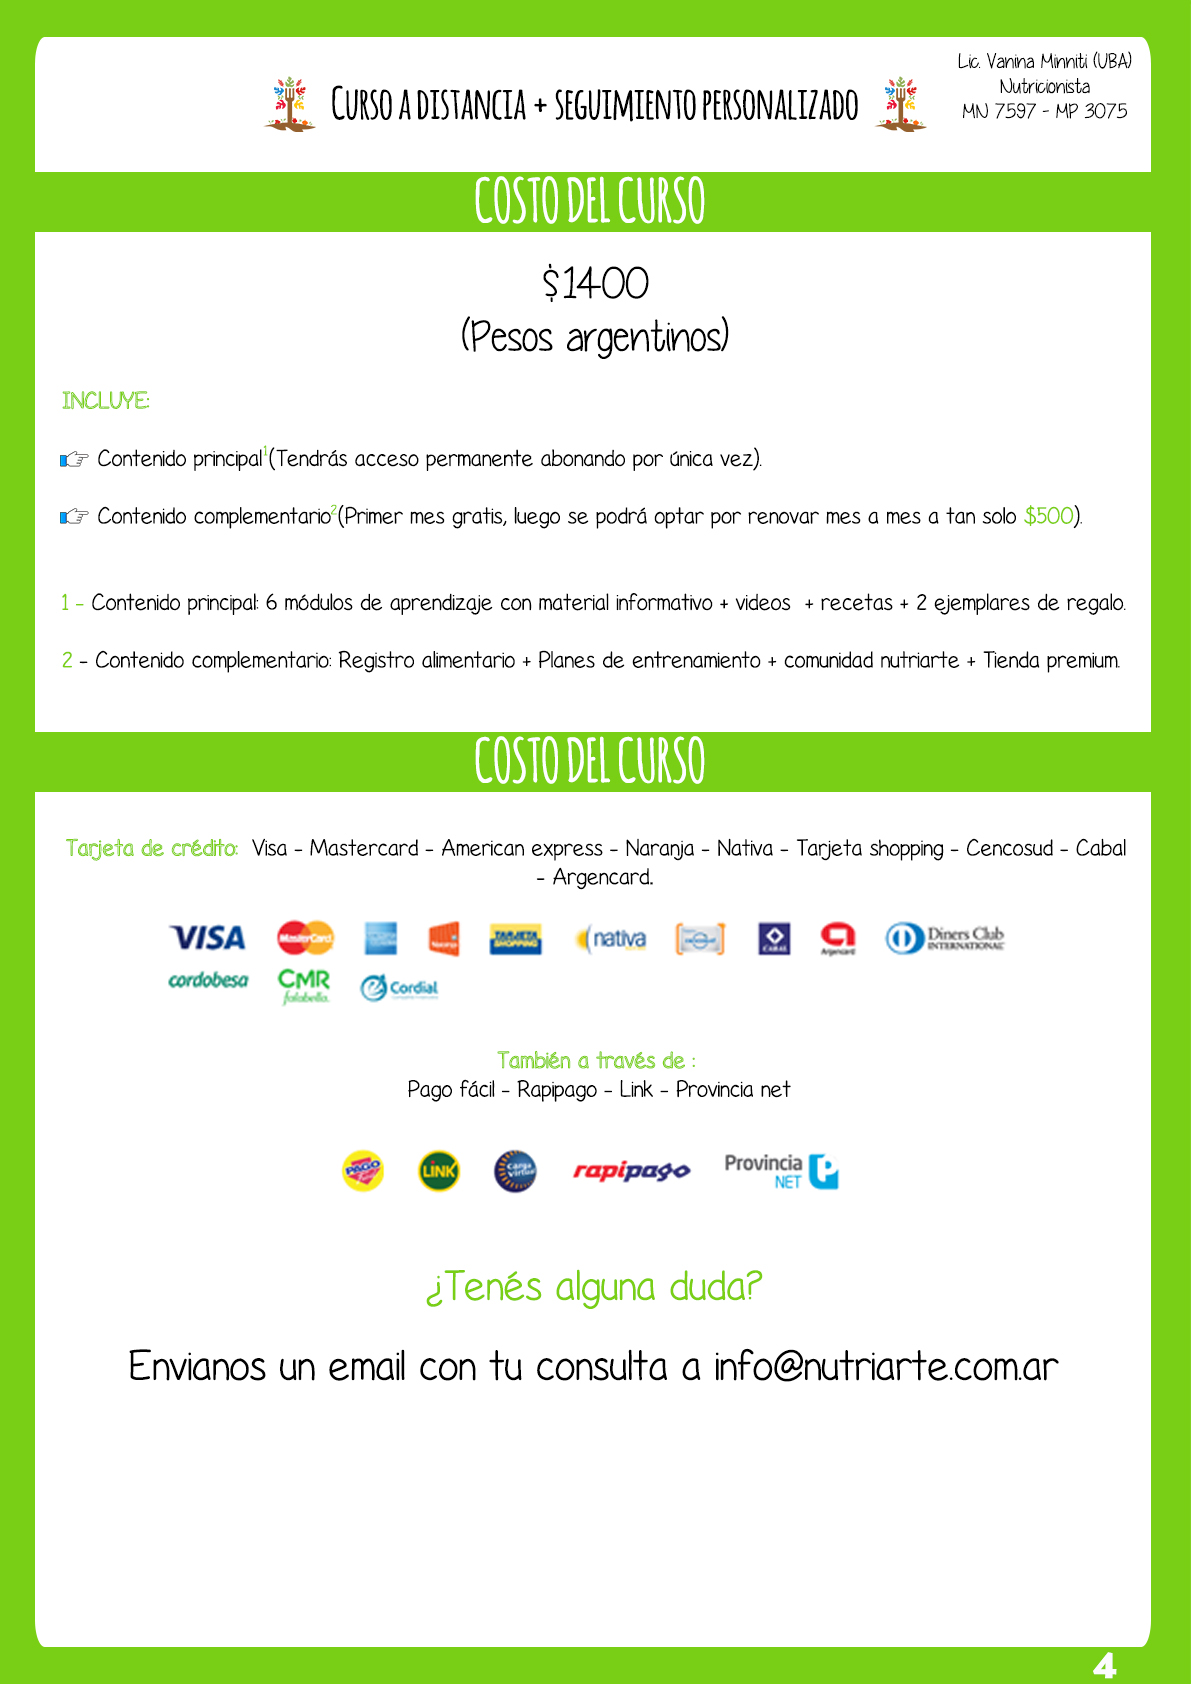 Lic. Vanina Minniti (UBA)
Nutricionista
MN 7597 - MP 3075
Curso a distancia + seguimiento personalizado
COSTO DEL CURSO
$1400
(Pesos argentinos)
INCLUYE:
Contenido principal¹(Tendrás acceso permanente abonando por única vez).
Contenido complementario²(Primer mes gratis, luego se podrá optar por renovar mes a mes a tan solo $500).
1 - Contenido principal: 6 módulos de aprendizaje con material informativo + videos + recetas + 2 ejemplares de regalo.
2 - Contenido complementario: Registro alimentario + Planes de entrenamiento + comunidad nutriarte + Tienda premium.
COSTO DEL CURSO
Tarjeta de crédito: Visa - Mastercard - American express - Naranja - Nativa - Tarjeta shopping - Cencosud - Cabal
- Argencard.
VISA MasterCard Naranja TARJETA SHOPPING nativa CABAL Argencard Diners Club INTERNATIONAL
cordobesa CMR falabella. Cordial
También a través de :
Pago fácil - Rapipago - Link - Provincia net
PAGO fácil LINK carga virtual rapipago Provincia NET
¿Tenés alguna duda?
Envianos un email con tu consulta a info@nutriarte.com.ar
4